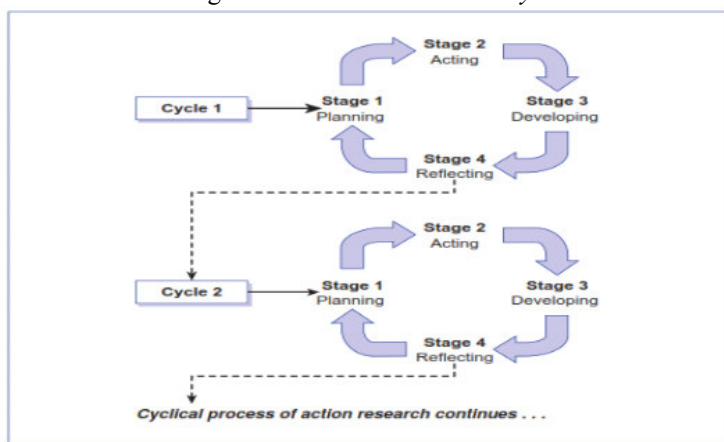 Stage 2
Acting
Cycle 1
Stage 1
Planning
Stage 3
Developing
Stage 4
Reflecting
Stage 2
Acting
Cycle 2
Stage 1
Planning
Stage 3
Developing
Stage 4
Reflecting
Cyclical process of action research continues . . .